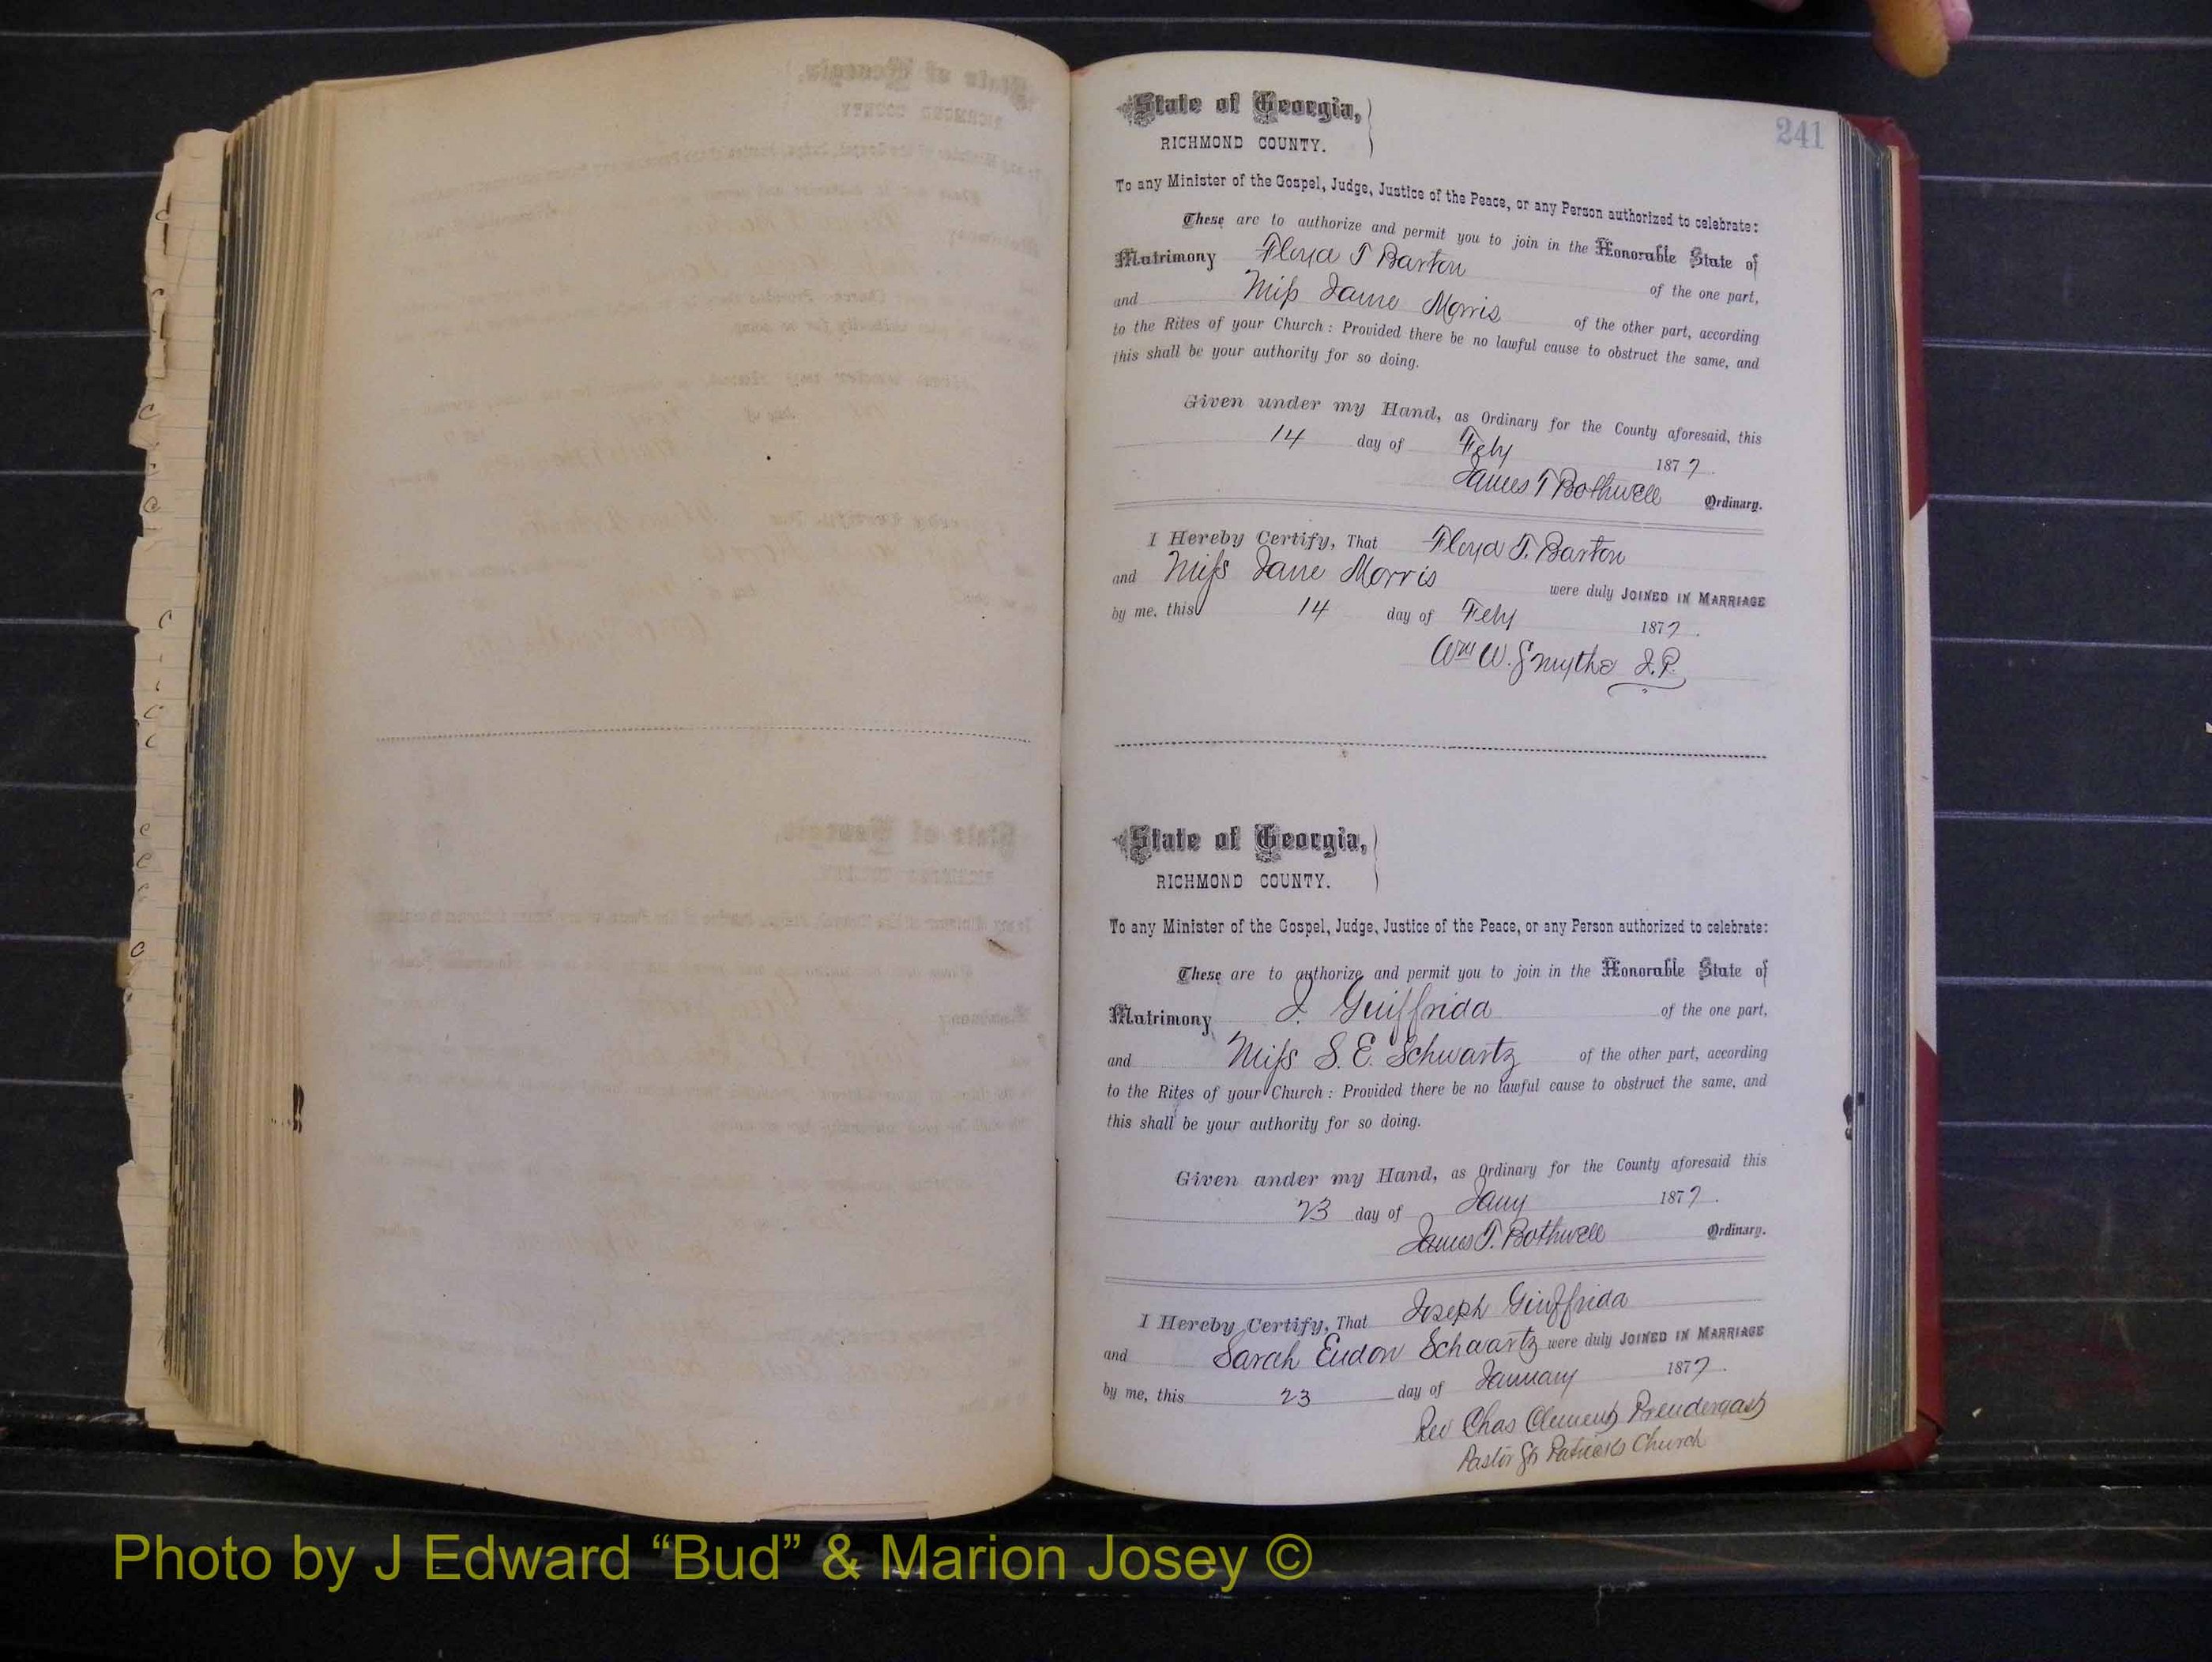 241
State of Georgia,
RICHMOND COUNTY.
To any Minister of the Gospel, Judge, Justice of the Peace, or any Person authorized to celebrate:
These are to authorize and permit you to join in the Honorable State of
Matrimony Floyd T Barton of the one part,
and Miss Jane Morris of the other part, according
to the Rites of your Church: Provided there be no lawful cause to obstruct the same, and
this shall be your authority for so doing.
Given under my Hand, as Ordinary for the County aforesaid, this
14 day of Feby 1877.
James T Bothwell Ordinary.
I Hereby Certify, That Floyd T. Barton
and Miss Jane Morris were duly JOINED IN MARRIAGE
by me, this 14 day of Feby 1877.
Wm W. Smythe J.P.
State of Georgia,
RICHMOND COUNTY.
To any Minister of the Gospel, Judge, Justice of the Peace, or any Person authorized to celebrate:
These are to authorize and permit you to join in the Honorable State of
Matrimony J. Guiffrida of the one part,
and Miss S. E. Schwartz of the other part, according
to the Rites of your Church: Provided there be no lawful cause to obstruct the same, and
this shall be your authority for so doing.
Given under my Hand, as Ordinary for the County aforesaid this
23 day of Jany 1877.
James T. Bothwell Ordinary.
I Hereby Certify, That Joseph Giuffrida
and Sarah Eudon Schwartz were duly JOINED IN MARRIAGE
by me, this 23 day of January 1877.
Rev Chas Clement Prendergast
Pastor St Patricks Church
Photo by J Edward “Bud” & Marion Josey ©